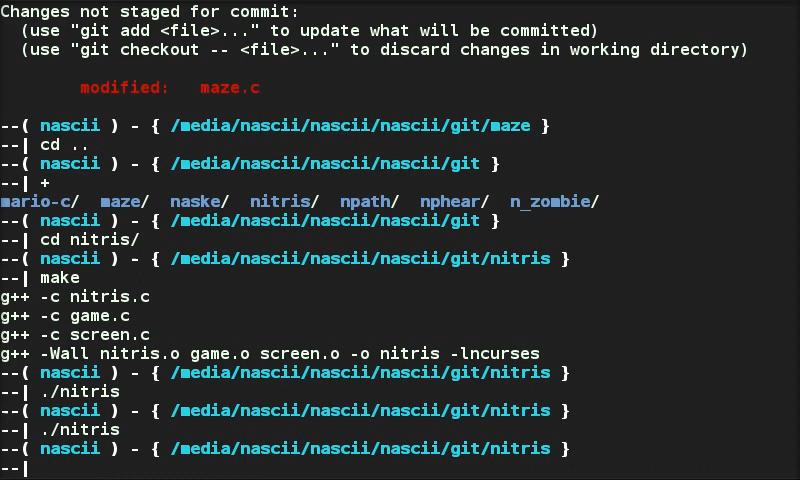 Changes not staged for commit:
  (use "git add <file>..." to update what will be committed)
  (use "git checkout -- <file>..." to discard changes in working directory)

        modified:   maze.c

--( nascii ) - { /media/nascii/nascii/nascii/git/maze }
--| cd ..
--( nascii ) - { /media/nascii/nascii/nascii/git }
--| +
mario-c/  maze/  naske/  nitris/  npath/  nphear/  n_zombie/
--( nascii ) - { /media/nascii/nascii/nascii/git }
--| cd nitris/
--( nascii ) - { /media/nascii/nascii/nascii/git/nitris }
--| make
g++ -c nitris.c
g++ -c game.c
g++ -c screen.c
g++ -Wall nitris.o game.o screen.o -o nitris -lncurses
--( nascii ) - { /media/nascii/nascii/nascii/git/nitris }
--| ./nitris
--( nascii ) - { /media/nascii/nascii/nascii/git/nitris }
--| ./nitris
--( nascii ) - { /media/nascii/nascii/nascii/git/nitris }
--|